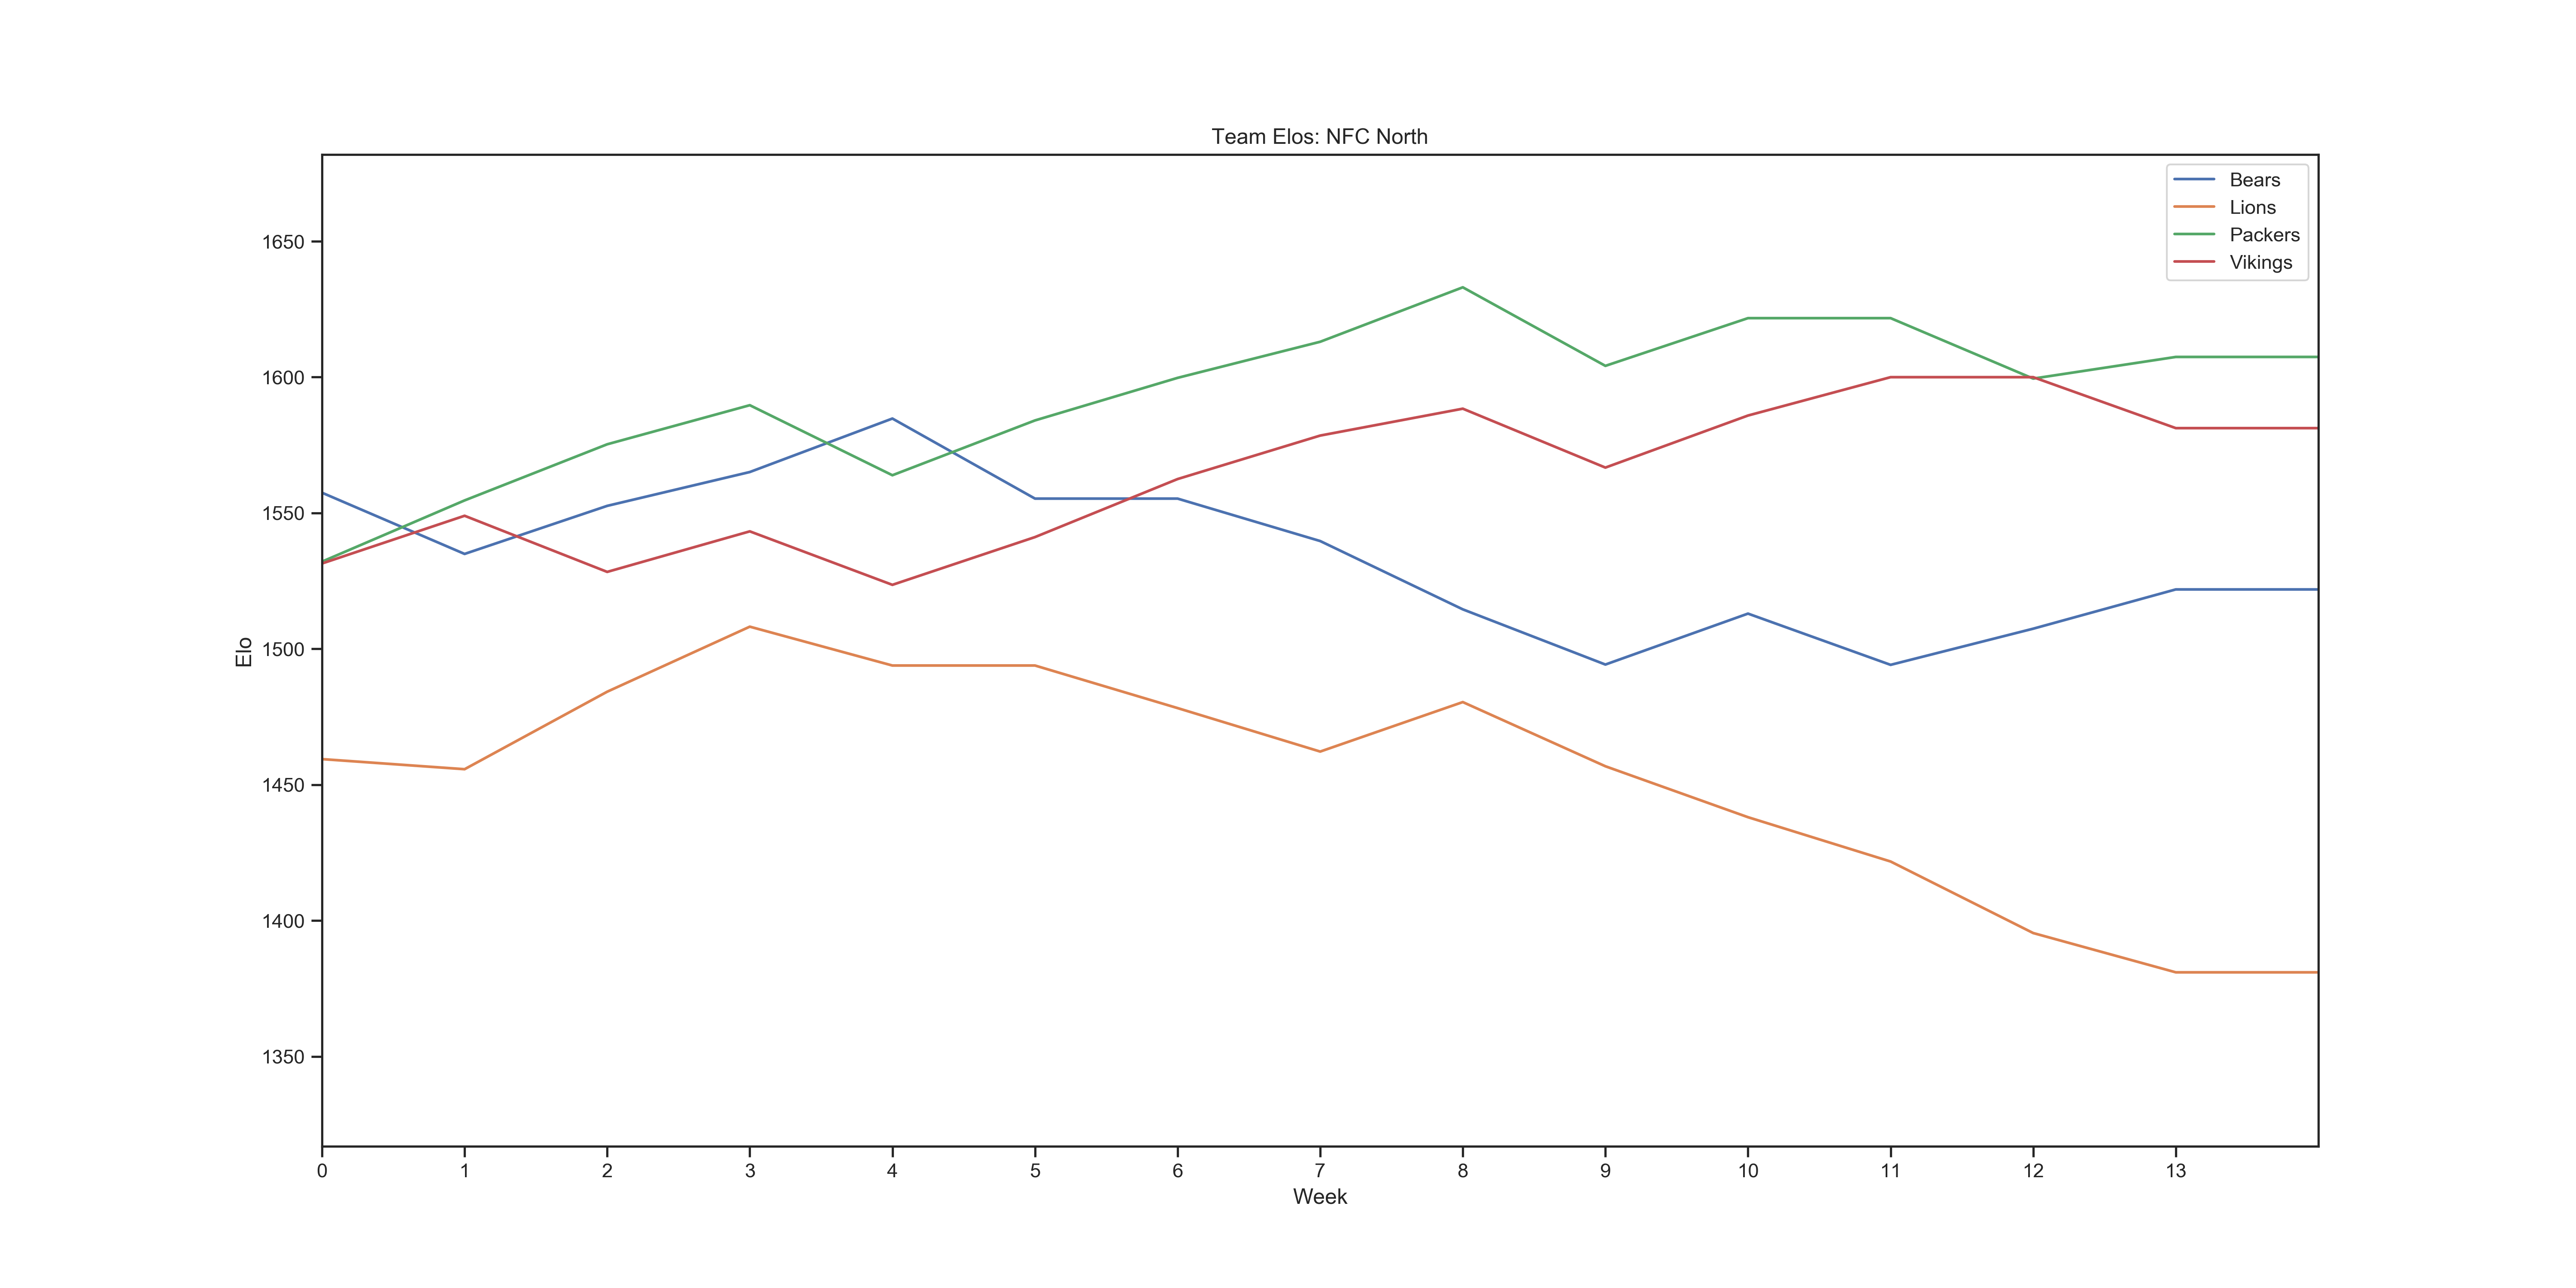 Team Elos: NFC North
Bears
Lions
Packers
Vikings
1650
1600
1550
1500
1450
1400
1350
Elo
0 1 2 3 4 5 6 7 8 9 10 11 12 13
Week